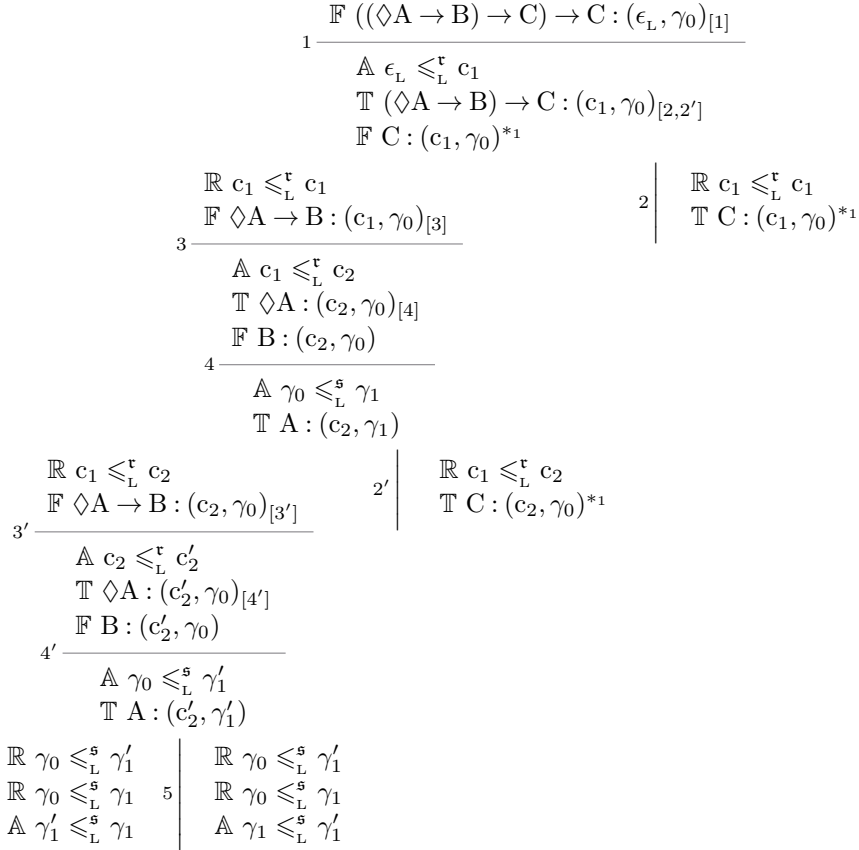 𝔽 ((◇A → B) → C) → C : (ϵ_L, γ₀)_[1]
1
𝔸 ϵ_L ⩽^𝔯_L c₁
𝕋 (◇A → B) → C : (c₁, γ₀)_[2,2′]
𝔽 C : (c₁, γ₀)^*₁
ℝ c₁ ⩽^𝔯_L c₁
𝔽 ◇A → B : (c₁, γ₀)_[3]
2
ℝ c₁ ⩽^𝔯_L c₁
𝕋 C : (c₁, γ₀)^*₁
3
𝔸 c₁ ⩽^𝔯_L c₂
𝕋 ◇A : (c₂, γ₀)_[4]
𝔽 B : (c₂, γ₀)
4
𝔸 γ₀ ⩽^𝔰_L γ₁
𝕋 A : (c₂, γ₁)
ℝ c₁ ⩽^𝔯_L c₂
𝔽 ◇A → B : (c₂, γ₀)_[3′]
2′
ℝ c₁ ⩽^𝔯_L c₂
𝕋 C : (c₂, γ₀)^*₁
3′
𝔸 c₂ ⩽^𝔯_L c′₂
𝕋 ◇A : (c′₂, γ₀)_[4′]
𝔽 B : (c′₂, γ₀)
4′
𝔸 γ₀ ⩽^𝔰_L γ′₁
𝕋 A : (c′₂, γ′₁)
ℝ γ₀ ⩽^𝔰_L γ′₁
ℝ γ₀ ⩽^𝔰_L γ₁
𝔸 γ′₁ ⩽^𝔰_L γ₁
5
ℝ γ₀ ⩽^𝔰_L γ′₁
ℝ γ₀ ⩽^𝔰_L γ₁
𝔸 γ₁ ⩽^𝔰_L γ′₁